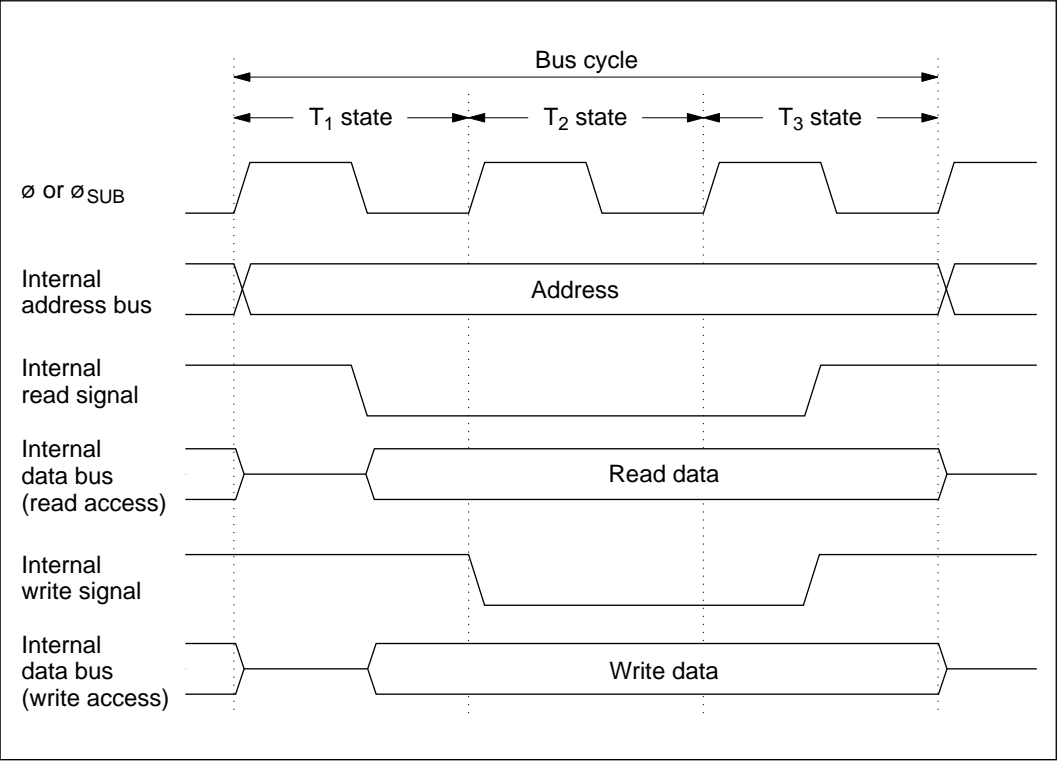 Bus cycle
T₁ state
T₂ state
T₃ state
ø or øSUB
Internal
address bus
Address
Internal
read signal
Internal
data bus
(read access)
Read data
Internal
write signal
Internal
data bus
(write access)
Write data